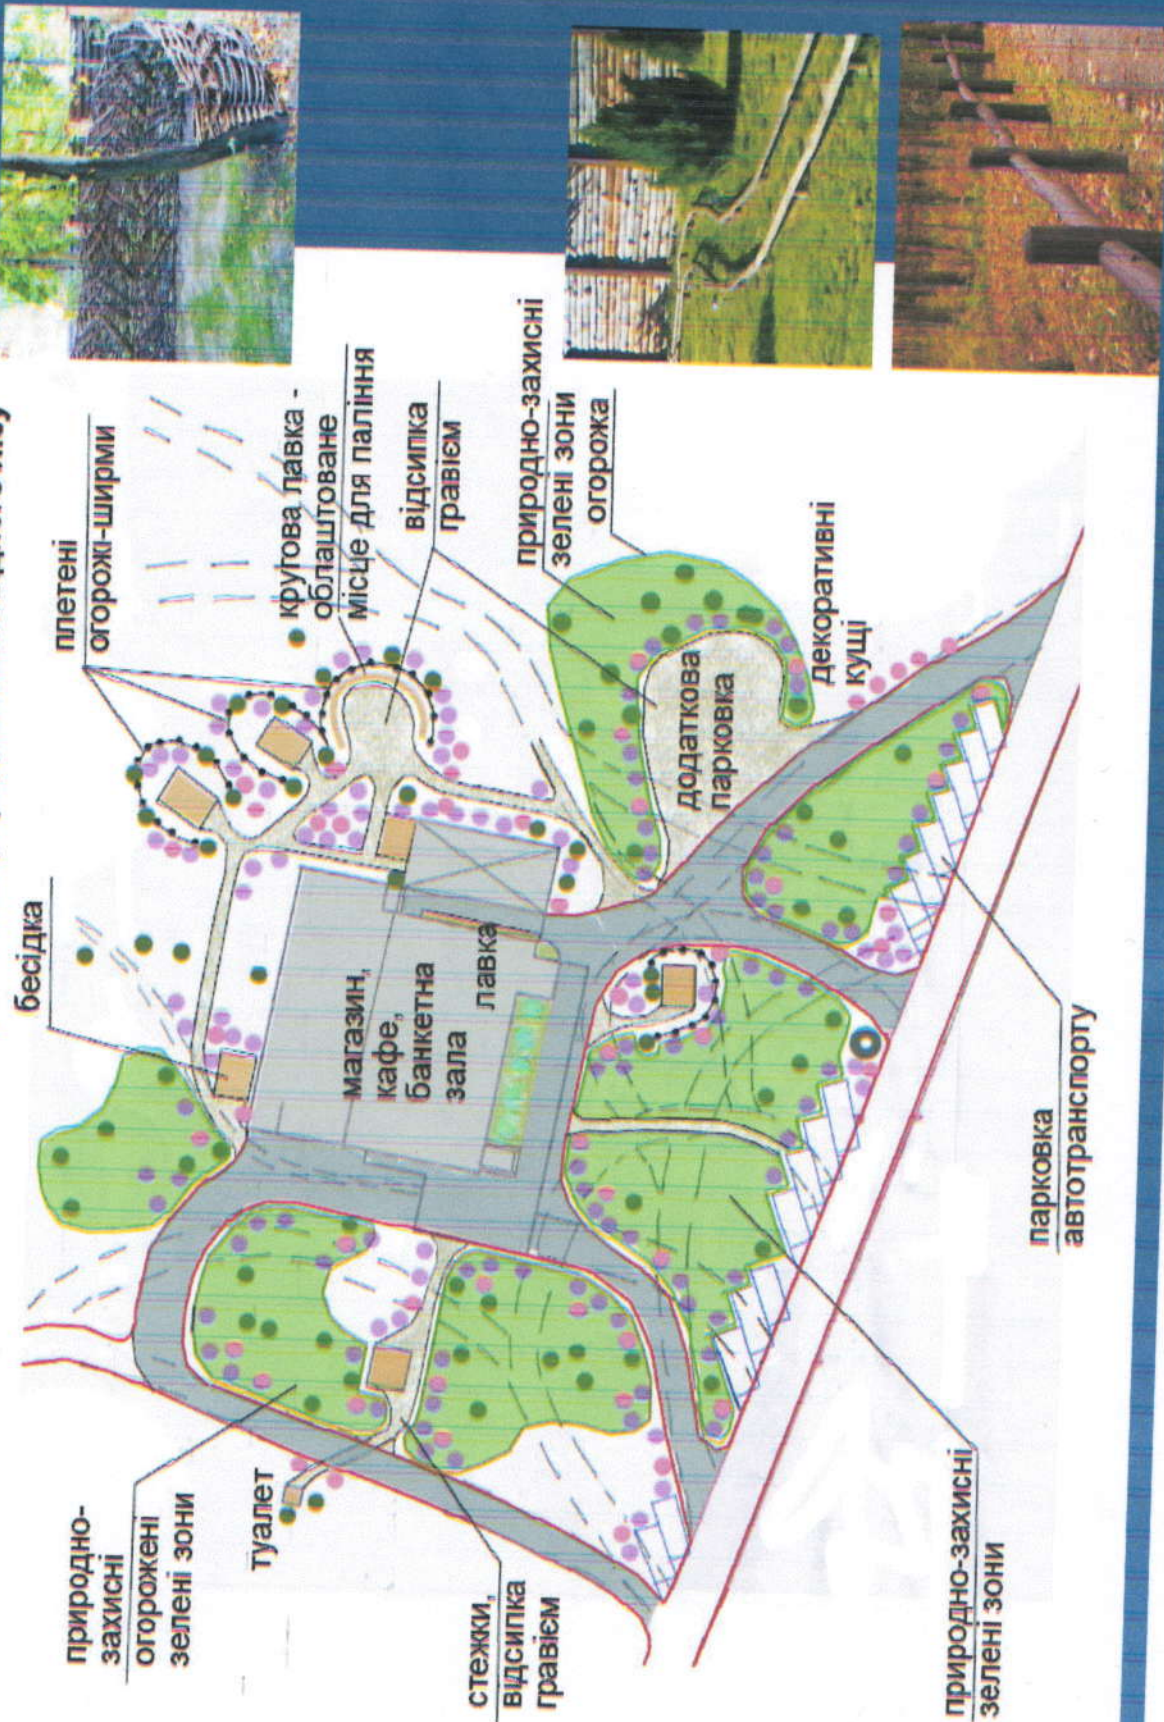 бесідка
плетені
огорожі-ширми
природно-
захисні
огорожені
зелені зони
туалет
кругова лавка -
облаштоване
місце для паління
магазин,
кафе,
банкетна
зала
лавка
відсипка
гравієм
стежки,
відсипка
гравієм
природно-захисні
зелені зони
огорожа
додаткова
парковка
декоративні
кущі
природно-захисні
зелені зони
парковка
автотранспорту